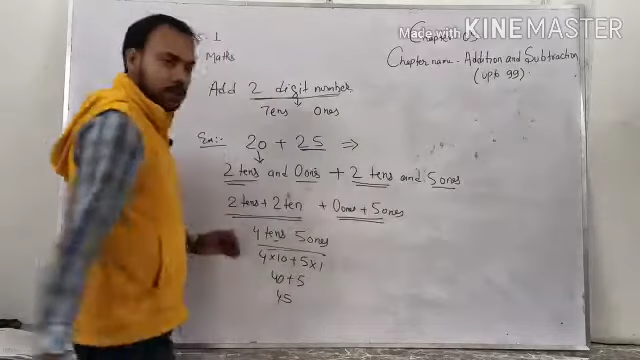 Made with KINEMASTER
1
Maths
Chapter name - Addition and Subtraction
(upto 99).
Add 2 digit number
Tens Ones
Ex:- 20 + 25 ⇒
2 tens and 0 ones + 2 tens and 5 ones
2 tens + 2 ten + 0 ones + 5 ones
4 tens 5 ones
4×10 + 5×1
40 + 5
45